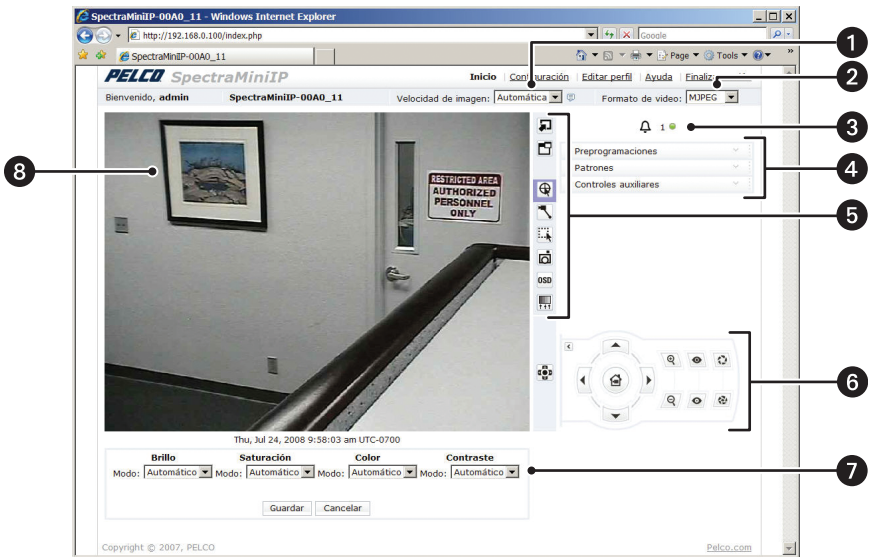 SpectraMiniIP-00A0_11 - Windows Internet Explorer
http://192.168.0.100/index.php
Google
SpectraMiniIP-00A0_11
Page Tools
PELCO SpectraMiniIP
Inicio | Configuración | Editar perfil | Ayuda |
Bienvenido, admin SpectraMiniIP-00A0_11 Velocidad de imagen: Automática Formato de video: MJPEG
1
2
1
3
Preprogramaciones
Patrones
Controles auxiliares
4
5
8
RESTRICTED AREA
AUTHORIZED
PERSONNEL
ONLY
OSD
6
Thu, Jul 24, 2008 9:58:03 am UTC-0700
Brillo Saturación Color Contraste
Modo: Automático Modo: Automático Modo: Automático Modo: Automático
7
Guardar Cancelar
Copyright © 2007, PELCO Pelco.com